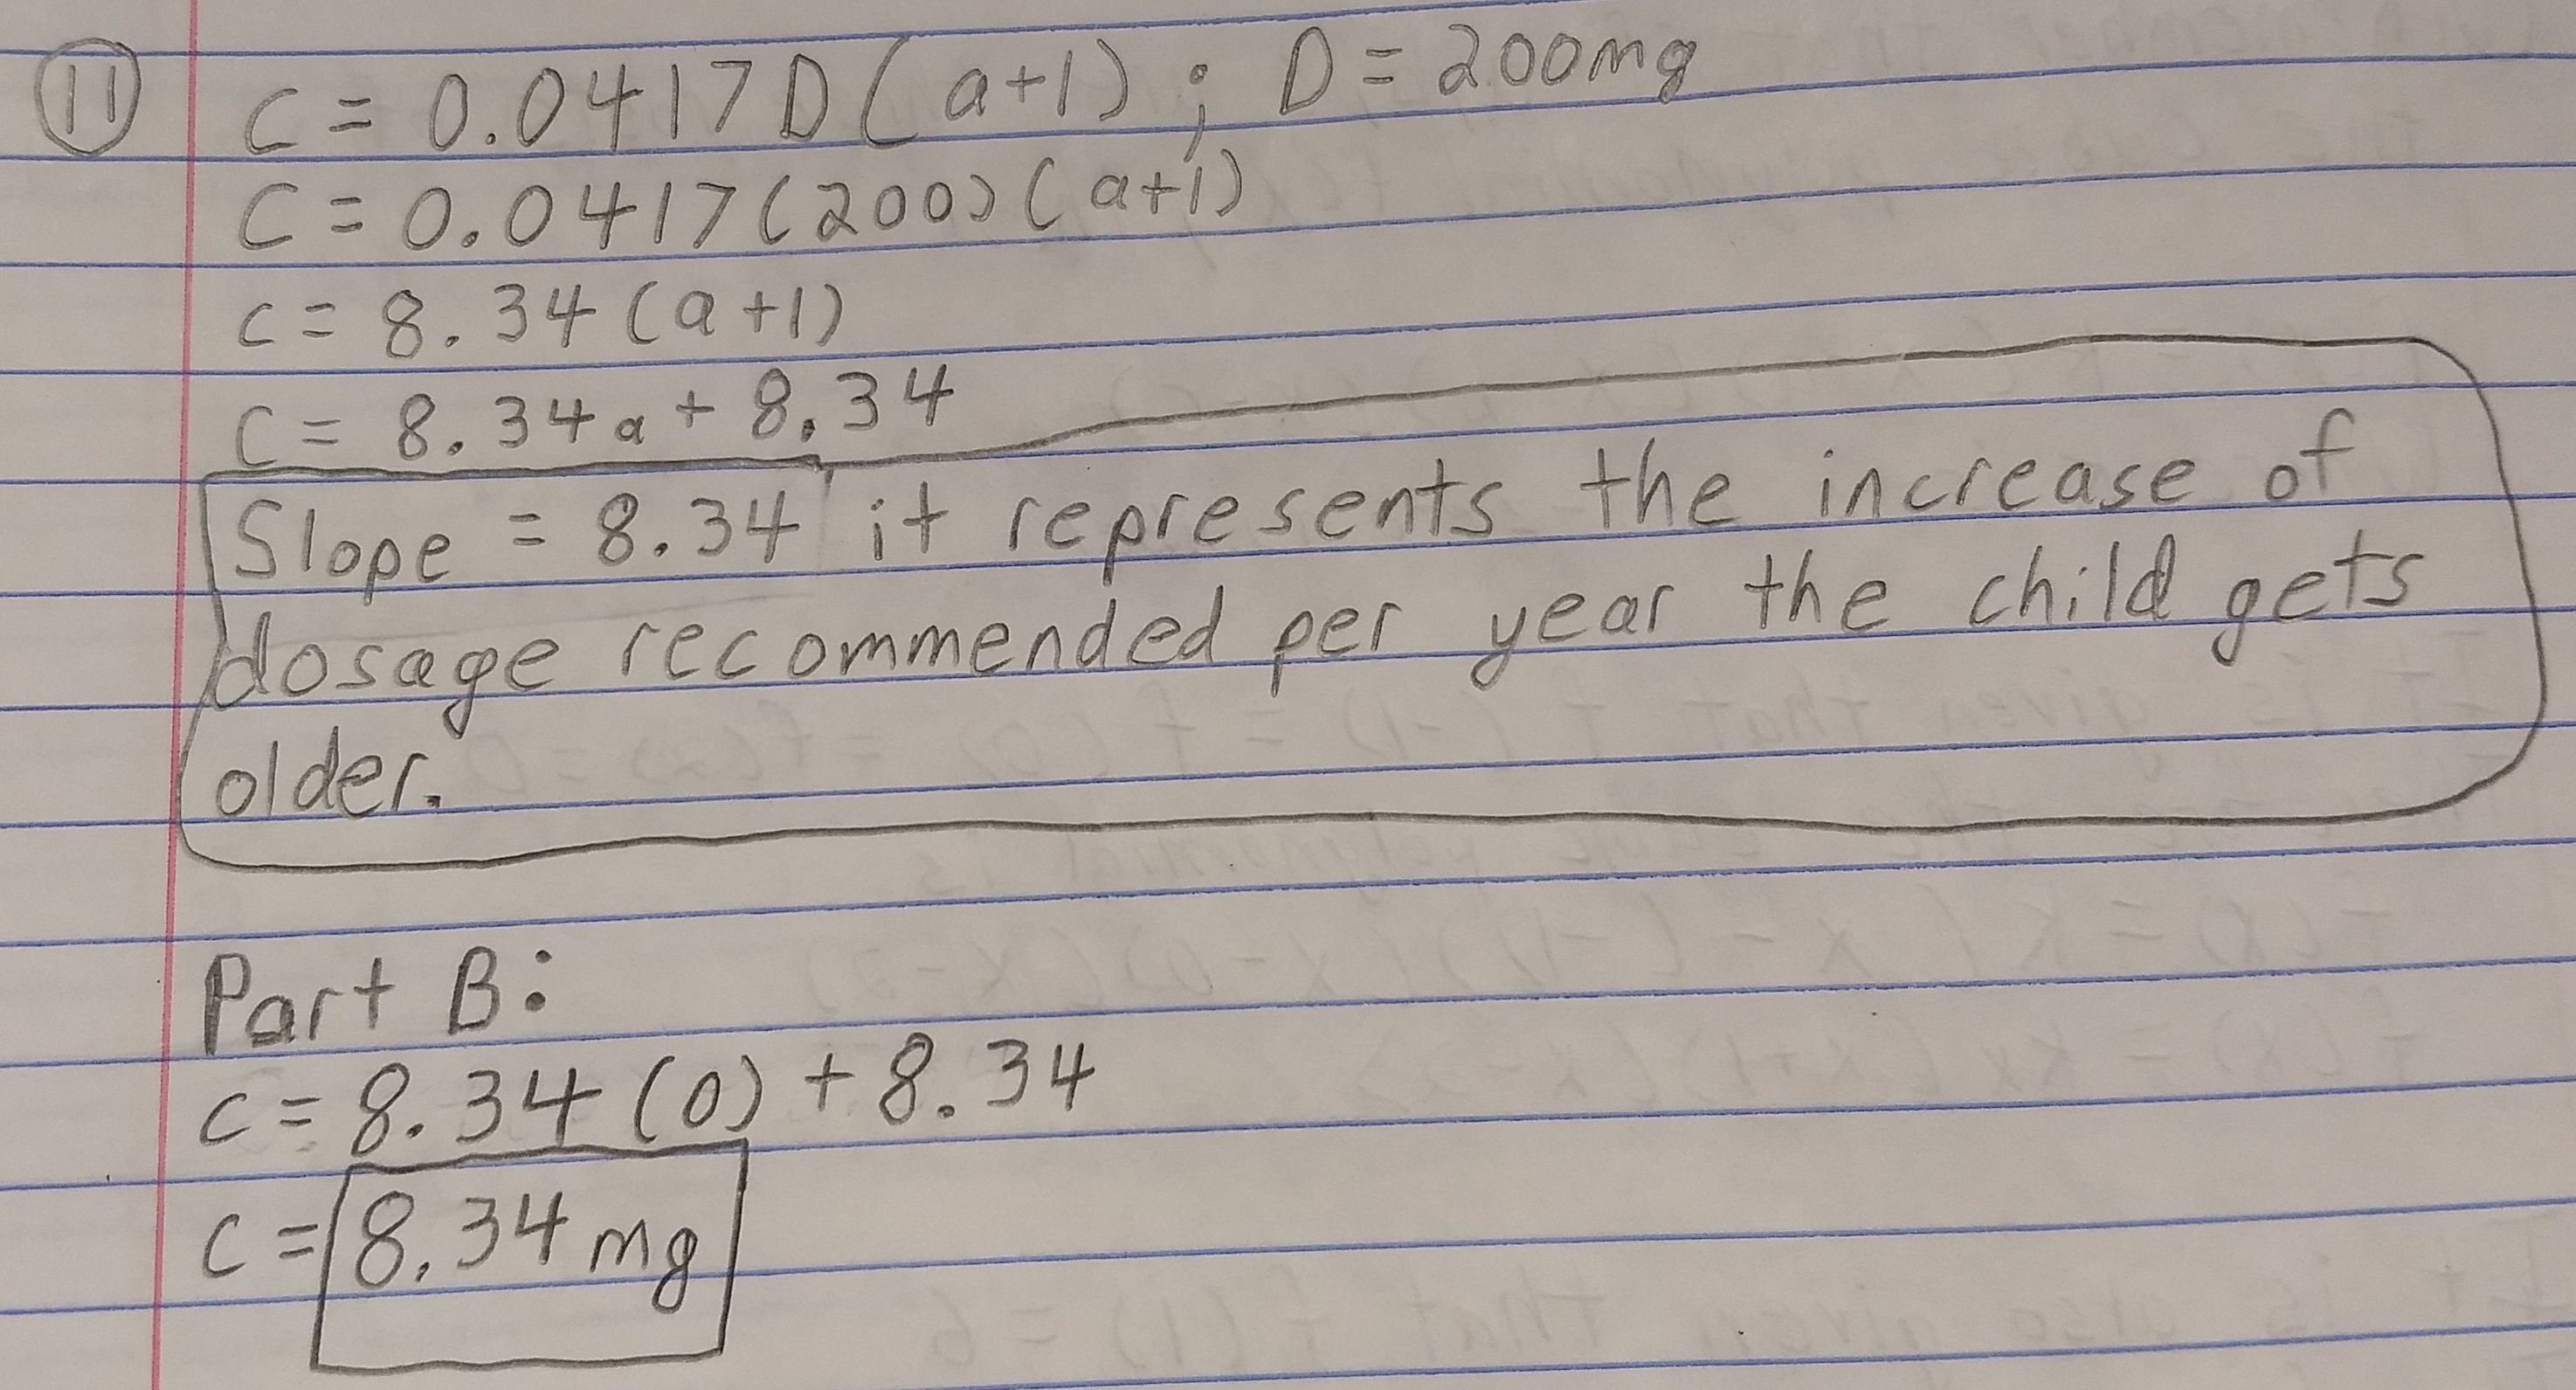 11 C = 0.0417D(a+1); D = 200mg
C = 0.0417(200)(a+1)
C = 8.34(a+1)
C = 8.34a + 8.34
Slope = 8.34 it represents the increase of
dosage recommended per year the child gets
older.
Part B:
C = 8.34(0) + 8.34
C = 8.34 mg